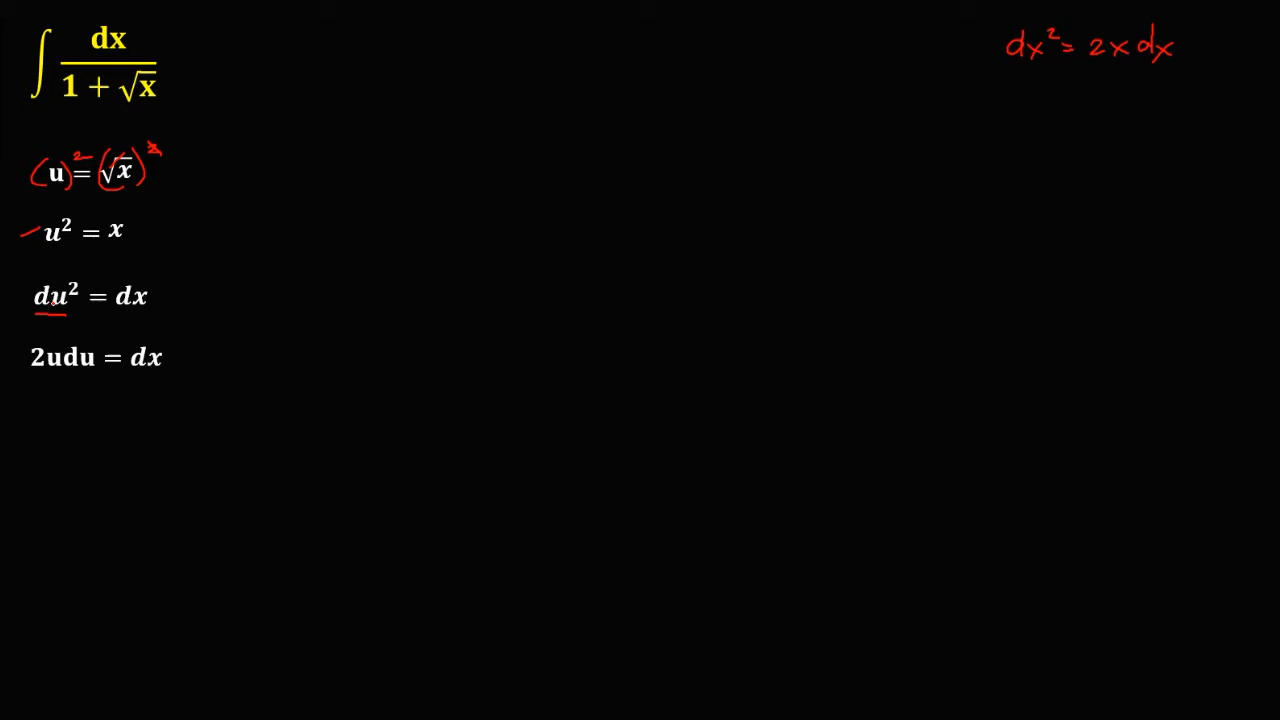 ∫ dx / (1 + √x)
dx² = 2x dx
(u)² = (√x)²
u² = x
du² = dx
2udu = dx